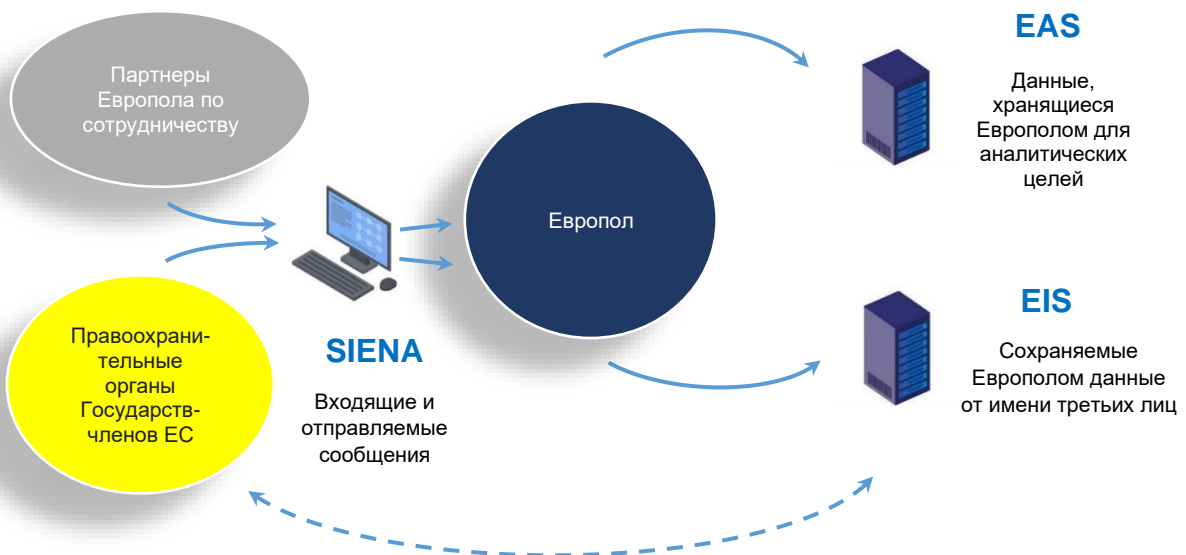 Партнеры
Европола по
сотрудничеству
Правоохрани-
тельные
органы
Государств-
членов ЕС
SIENA
Входящие и
отправляемые
сообщения
Европол
EAS
Данные,
хранящиеся
Европолом для
аналитических
целей
EIS
Сохраняемые
Европолом данные
от имени третьих лиц